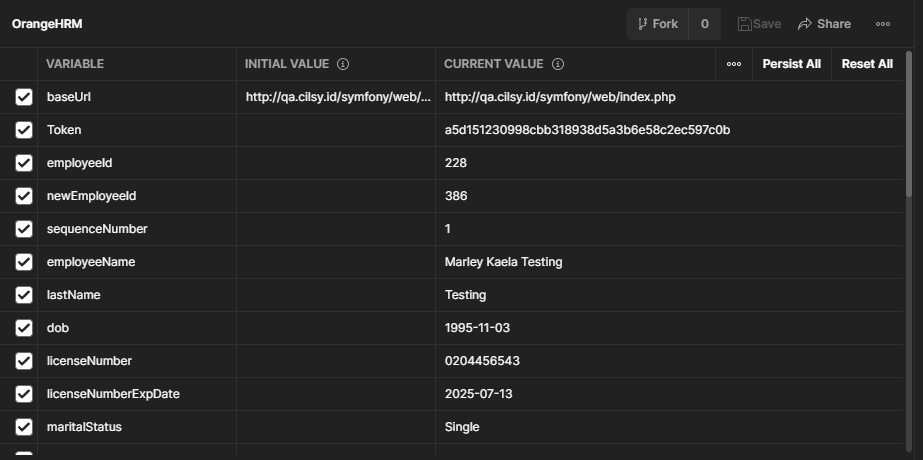 OrangeHRM Fork 0 Save Share
VARIABLE INITIAL VALUE CURRENT VALUE Persist All Reset All
baseUrl http://qa.cilsy.id/symfony/web/... http://qa.cilsy.id/symfony/web/index.php
Token a5d151230998cbb318938d5a3b6e58c2ec597c0b
employeeId 228
newEmployeeId 386
sequenceNumber 1
employeeName Marley Kaela Testing
lastName Testing
dob 1995-11-03
licenseNumber 0204456543
licenseNumberExpDate 2025-07-13
maritalStatus Single